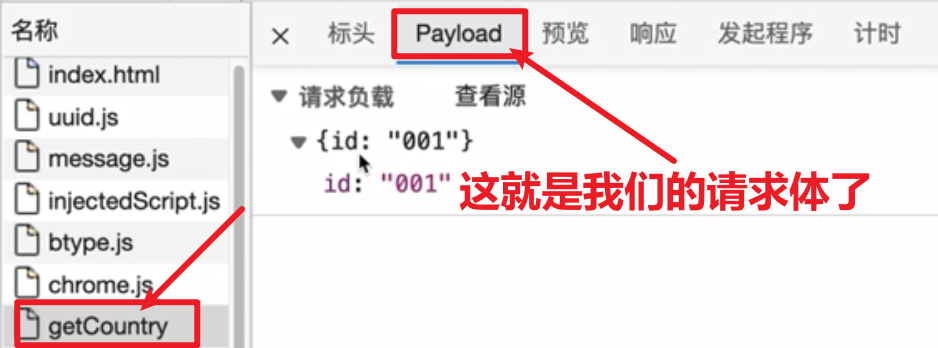 名称
index.html
uuid.js
message.js
injectedScript.js
btype.js
chrome.js
getCountry
标头 Payload 预览 响应 发起程序 计时
请求负载 查看源
{id: "001"}
id: "001"
这就是我们的请求体了